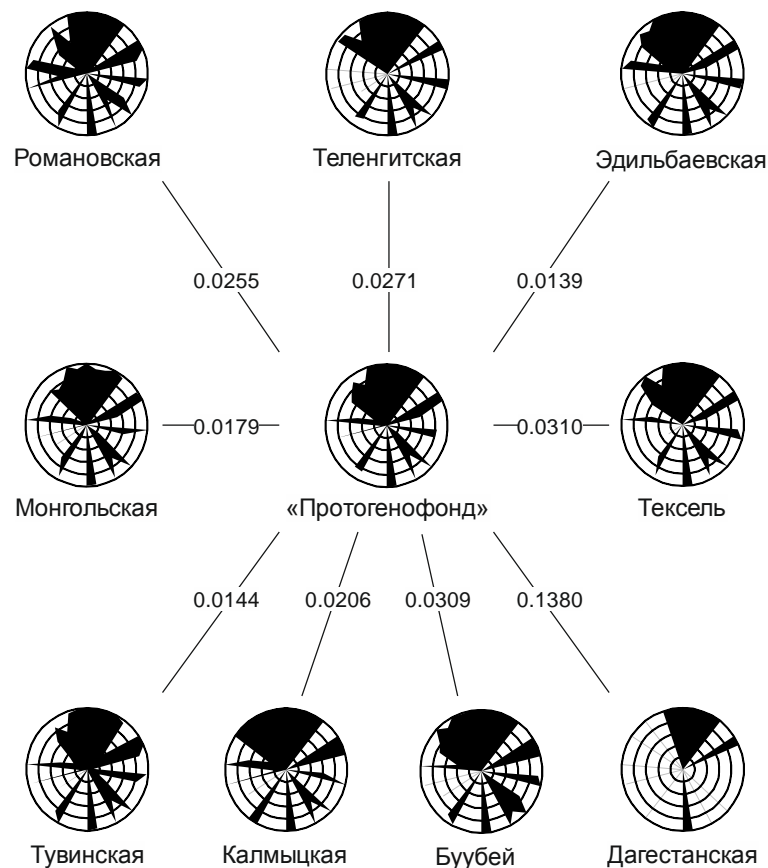 Романовская
Теленгитская
Эдильбаевская
0.0255
0.0271
0.0139
0.0179
0.0310
Монгольская
«Протогенофонд»
Тексель
0.0144
0.0206
0.0309
0.1380
Тувинская
Калмыцкая
Буубей
Дагестанская